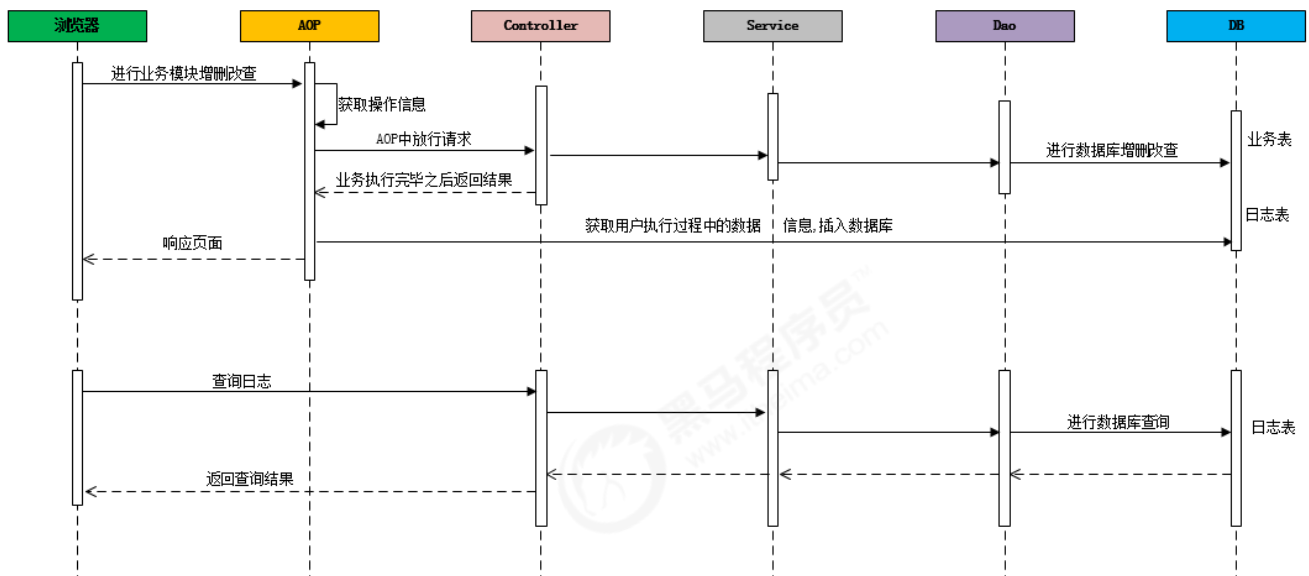 浏览器
AOP
Controller
Service
Dao
DB
进行业务模块增删改查
获取操作信息
AOP中放行请求
进行数据库增删改查
业务表
业务执行完毕之后返回结果
日志表
获取用户执行过程中的数据 信息,插入数据库
响应页面
查询日志
进行数据库查询
日志表
返回查询结果
黑马程序员™
www.itheima.com